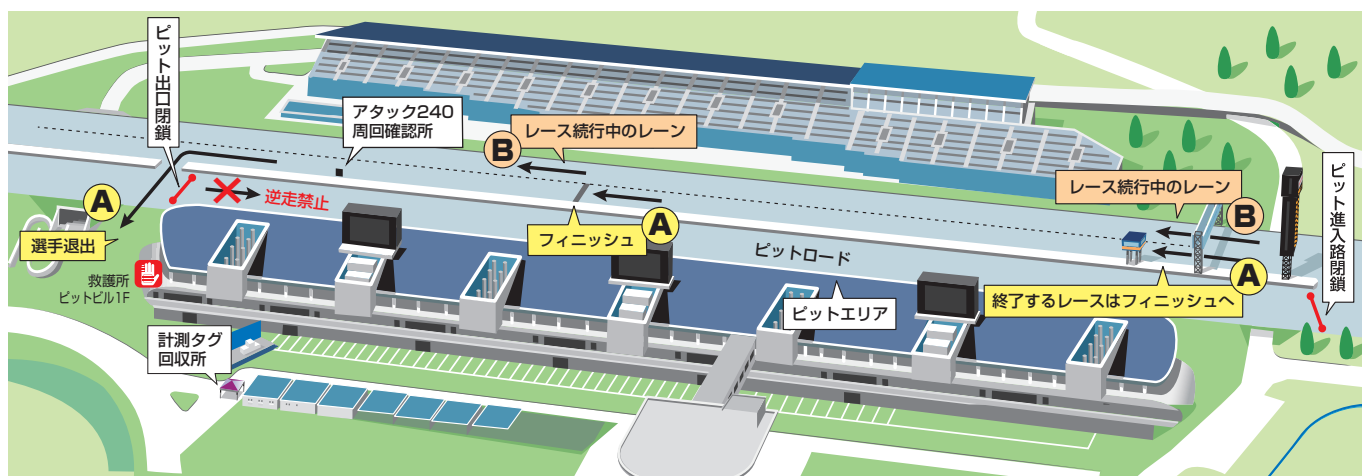 ピット出口閉鎖
アタック240
周回確認所
B
レース続行中のレーン
レース続行中のレーン
B
ピット進入路閉鎖
A
逆走禁止
選手退出
フィニッシュ
A
ピットロード
A
終了するレースはフィニッシュへ
救護所
ピットビル1F
ピットエリア
計測タグ
回収所